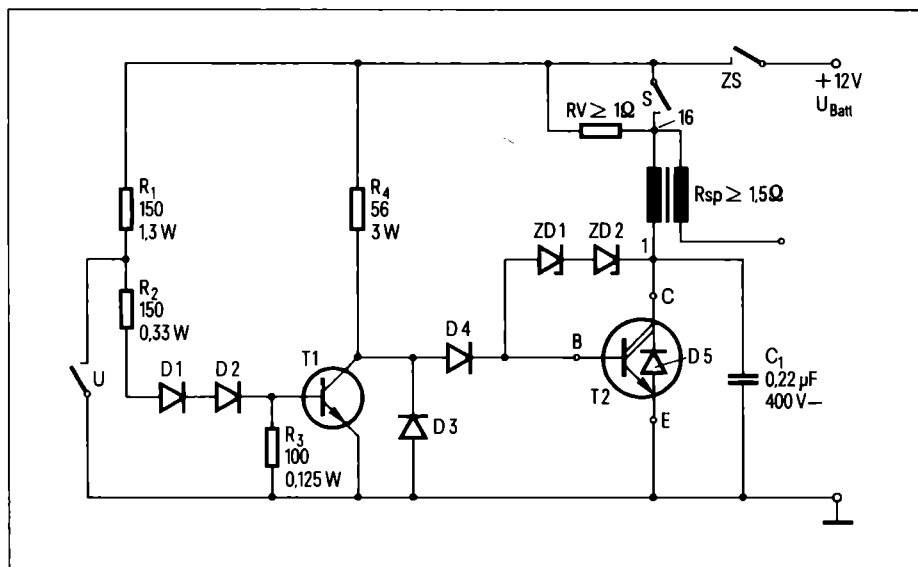 ZS
+12V
U_Batt
S
RV ≥ 1Ω
16
R1
150
1,3 W
R4
56
3 W
Rsp ≥ 1,5Ω
ZD1
ZD2
1
R2
150
0,33 W
C
D4
B
D5
C1
0,22 µF
400 V–
U
D1
D2
T1
T2
D3
E
R3
100
0,125 W